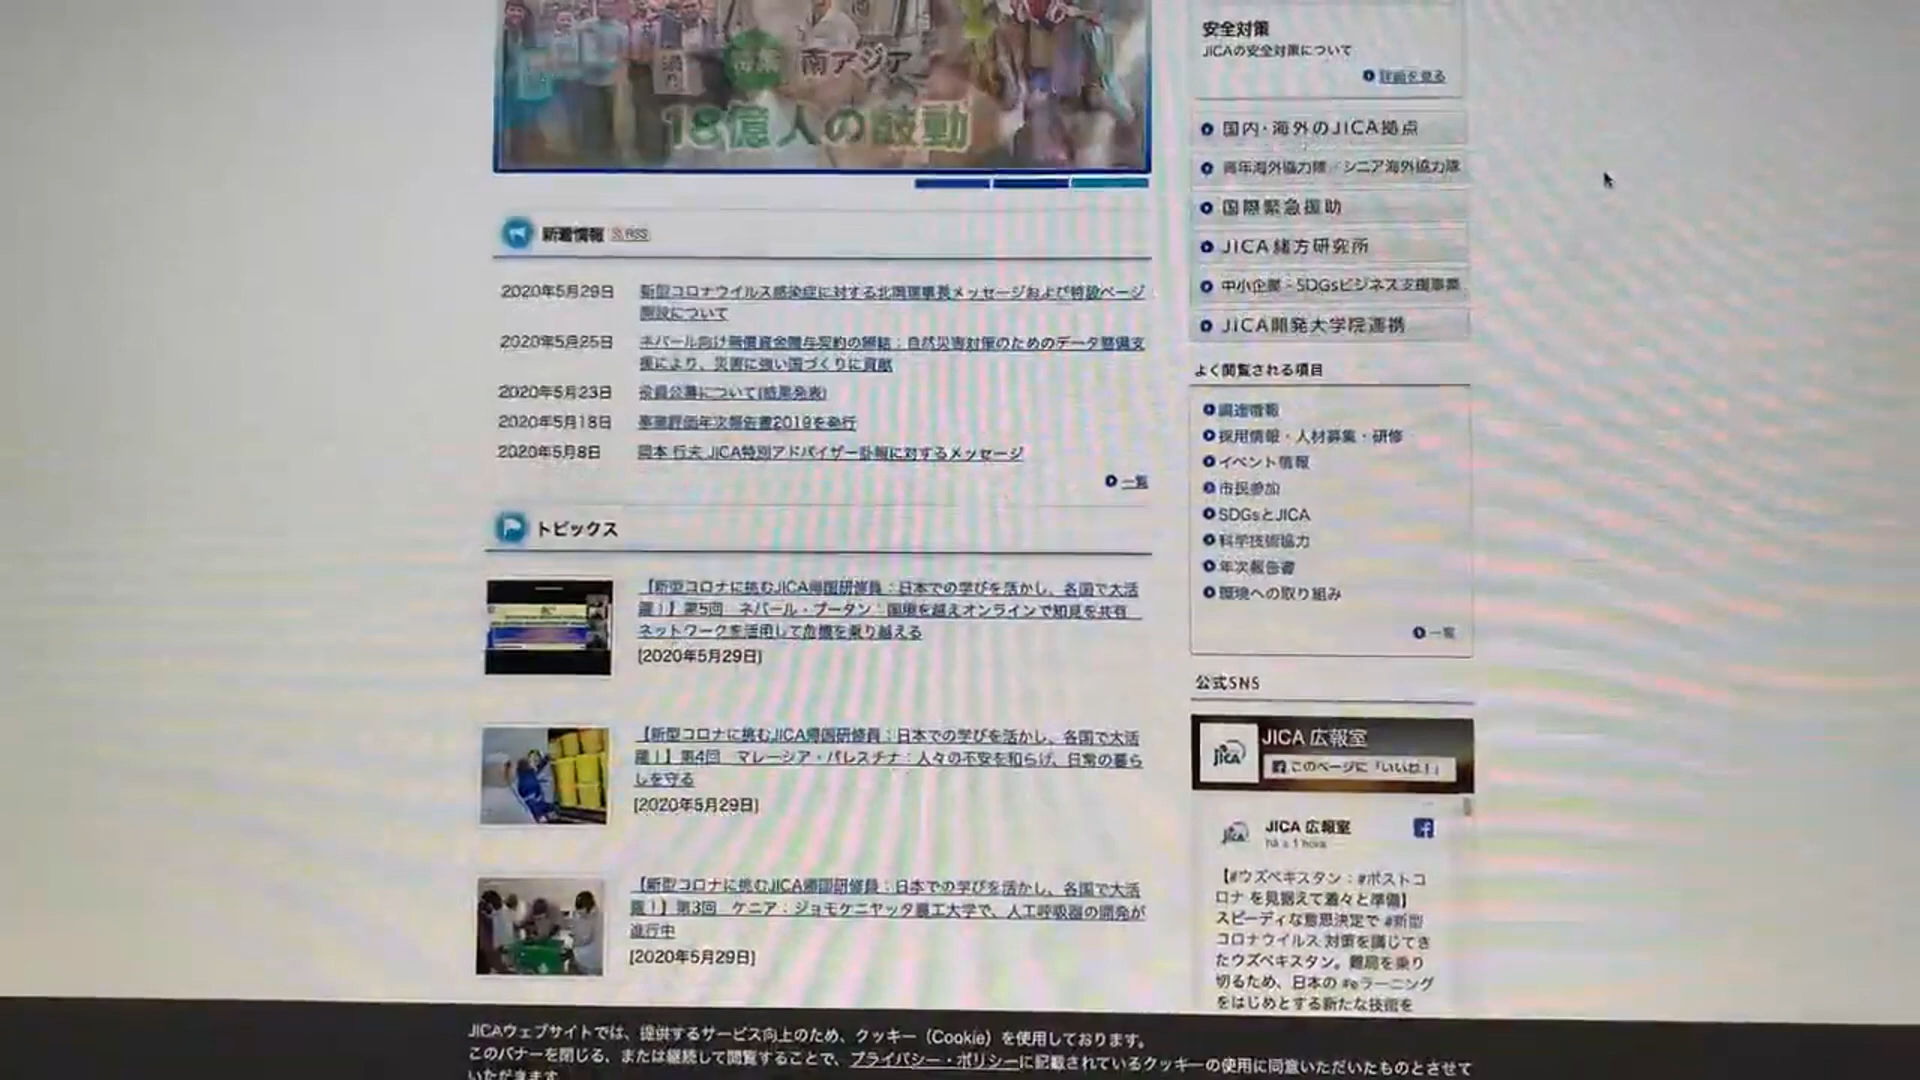 南アジア
18億人の鼓動
新着情報 RSS
2020年5月29日 新型コロナウイルス感染症に対する北岡理事長メッセージおよび特設ページ
開設について
2020年5月25日 ネパール向け無償資金贈与契約の締結：自然災害対策のためのデータ整備支
援により、災害に強い国づくりに貢献
2020年5月23日 役員公募について(結果発表)
2020年5月18日 事業評価年次報告書2019を発行
2020年5月8日 岡本 行夫 JICA特別アドバイザー訃報に対するメッセージ
一覧
トピックス
【新型コロナに挑むJICA帰国研修員：日本での学びを活かし、各国で大活
躍！】第5回 ネパール・ブータン：国境を越えオンラインで知見を共有
ネットワークを活用して危機を乗り越える
[2020年5月29日]
【新型コロナに挑むJICA帰国研修員：日本での学びを活かし、各国で大活
躍！】第4回 マレーシア・パレスチナ：人々の不安を和らげ、日常の暮ら
しを守る
[2020年5月29日]
【新型コロナに挑むJICA帰国研修員：日本での学びを活かし、各国で大活
躍！】第3回 ケニア：ジョモケニヤッタ農工大学で、人工呼吸器の開発が
進行中
[2020年5月29日]
安全対策
JICAの安全対策について
詳細を見る
国内・海外のJICA拠点
青年海外協力隊／シニア海外協力隊
国際緊急援助
JICA緒方研究所
中小企業・SDGsビジネス支援事業
JICA開発大学院連携
よく閲覧される項目
調達情報
採用情報・人材募集・研修
イベント情報
市民参加
SDGsとJICA
科学技術協力
年次報告書
環境への取り組み
一覧
公式SNS
JICA
JICA 広報室
このページに「いいね！」
JICA
JICA 広報室
há ± 1 hora
【#ウズベキスタン：#ポストコ
ロナ を見据えて着々と準備】
スピーディな意思決定で #新型
コロナウイルス 対策を講じてき
たウズベキスタン。難局を乗り
切るため、日本の #eラーニング
をはじめとする新たな技術を
JICAウェブサイトでは、提供するサービス向上のため、クッキー（Cookie）を使用しております。
このバナーを閉じる、または継続して閲覧することで、プライバシー・ポリシーに記載されているクッキーの使用に同意いただいたものとさせて
いただきます